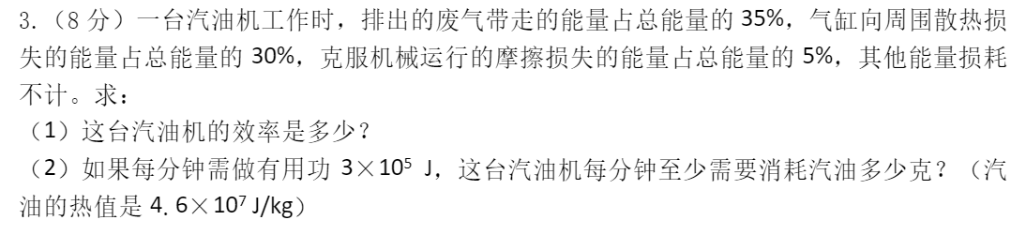 3.（8 分）一台汽油机工作时，排出的废气带走的能量占总能量的 35%，气缸向周围散热损
失的能量占总能量的 30%，克服机械运行的摩擦损失的能量占总能量的 5%，其他能量损耗
不计。求：
（1）这台汽油机的效率是多少？
（2）如果每分钟需做有用功 3×10⁵ J，这台汽油机每分钟至少需要消耗汽油多少克？（汽
油的热值是 4.6×10⁷ J/kg）